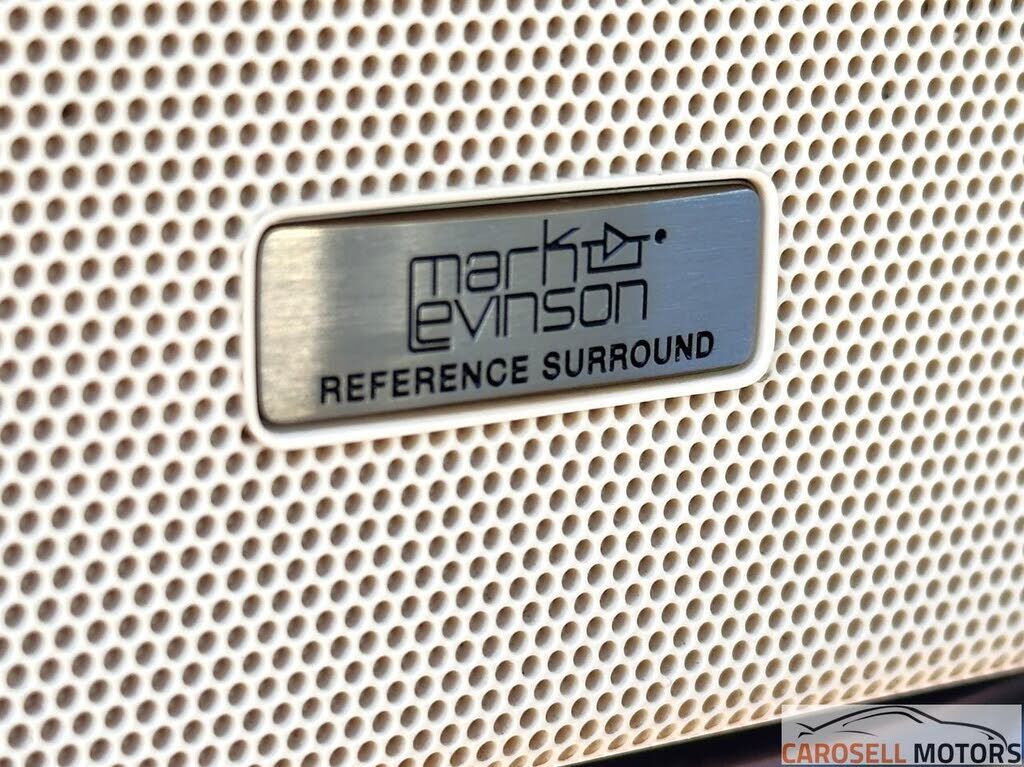 mark
Levinson
REFERENCE SURROUND
CAROSELL MOTORS